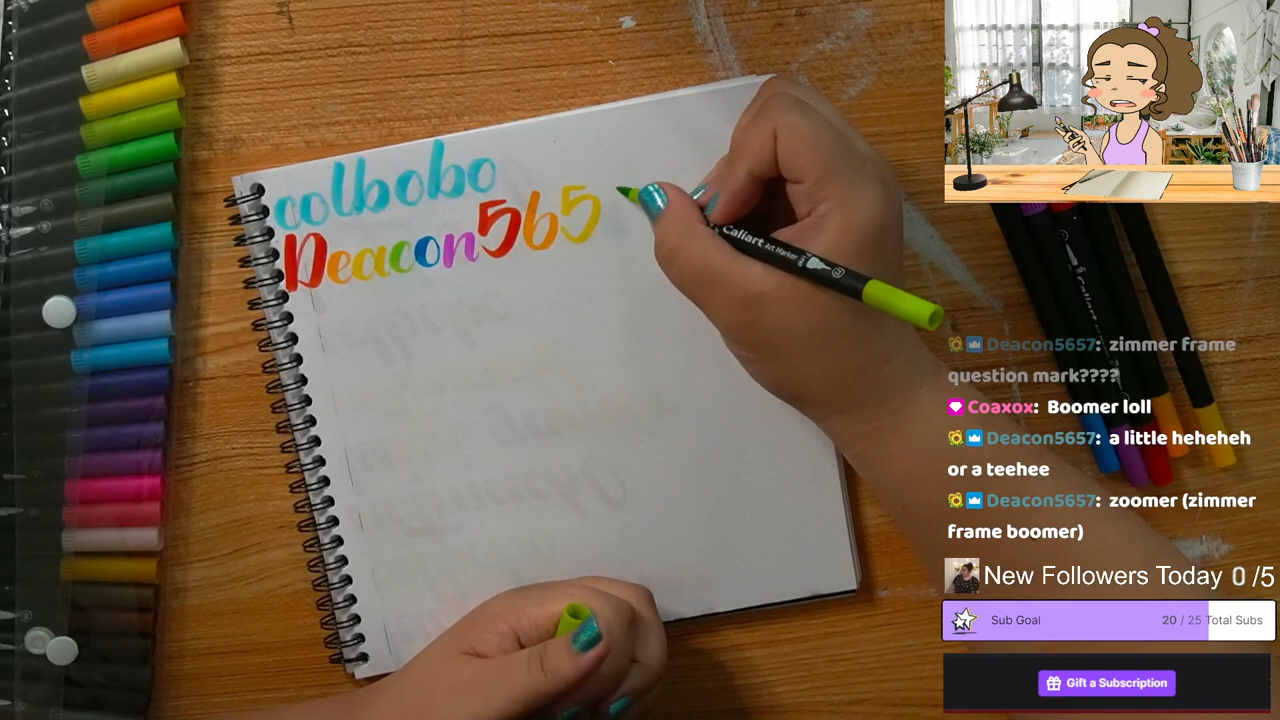 oolbobo
Deacon565
Caliart Art Marker
Deacon5657: zimmer frame
question mark????
Coaxox: Boomer loll
Deacon5657: a little heheheh
or a teehee
Deacon5657: zoomer (zimmer
frame boomer)
New Followers Today 0 /5
Sub Goal
20 / 25 Total Subs
Gift a Subscription